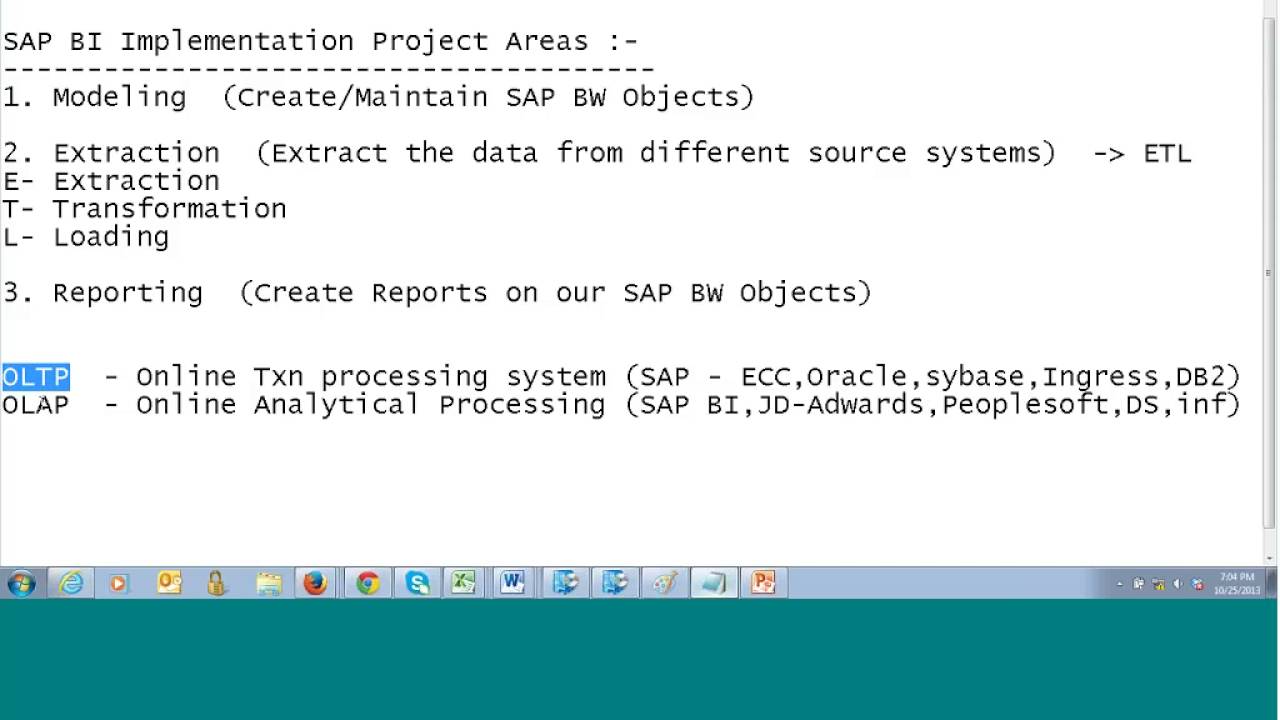 SAP BI Implementation Project Areas :-
---------------------------------------
1. Modeling (Create/Maintain SAP BW Objects)
2. Extraction (Extract the data from different source systems) -> ETL
E- Extraction
T- Transformation
L- Loading
3. Reporting (Create Reports on our SAP BW Objects)
OLTP - Online Txn processing system (SAP - ECC,Oracle,sybase,Ingress,DB2)
OLAP - Online Analytical Processing (SAP BI,JD-Adwards,Peoplesoft,DS,inf)
7:04 PM
10/25/2013